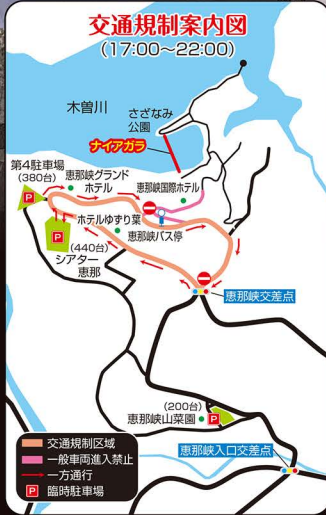 交通規制案内図
(17:00～22:00)
木曽川
さざなみ
公園
ナイアガラ
第4駐車場
(380台)
恵那峡グランド
ホテル
恵那峡国際ホテル
P
ホテルゆずり葉
恵那峡バス停
P
(440台)
シアター
恵那
恵那峡交差点
(200台)
恵那峡山菜園
P
恵那峡入口交差点
交通規制区域
一般車両進入禁止
一方通行
P 臨時駐車場